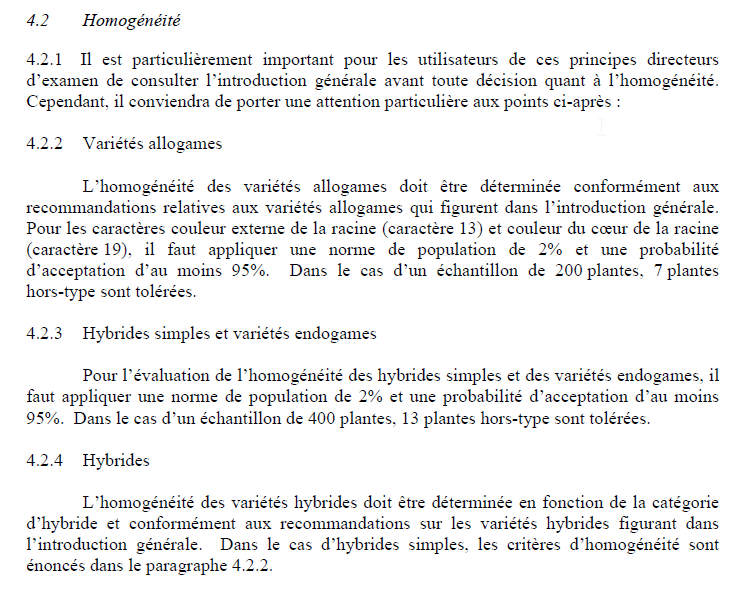 4.2 Homogénéité
4.2.1 Il est particulièrement important pour les utilisateurs de ces principes directeurs
d'examen de consulter l'introduction générale avant toute décision quant à l'homogénéité.
Cependant, il conviendra de porter une attention particulière aux points ci-après :
4.2.2 Variétés allogames
L'homogénéité des variétés allogames doit être déterminée conformément aux
recommandations relatives aux variétés allogames qui figurent dans l'introduction générale.
Pour les caractères couleur externe de la racine (caractère 13) et couleur du cœur de la racine
(caractère 19), il faut appliquer une norme de population de 2% et une probabilité
d'acceptation d'au moins 95%. Dans le cas d'un échantillon de 200 plantes, 7 plantes
hors-type sont tolérées.
4.2.3 Hybrides simples et variétés endogames
Pour l'évaluation de l'homogénéité des hybrides simples et des variétés endogames, il
faut appliquer une norme de population de 2% et une probabilité d'acceptation d'au moins
95%. Dans le cas d'un échantillon de 400 plantes, 13 plantes hors-type sont tolérées.
4.2.4 Hybrides
L'homogénéité des variétés hybrides doit être déterminée en fonction de la catégorie
d'hybride et conformément aux recommandations sur les variétés hybrides figurant dans
l'introduction générale. Dans le cas d'hybrides simples, les critères d'homogénéité sont
énoncés dans le paragraphe 4.2.2.